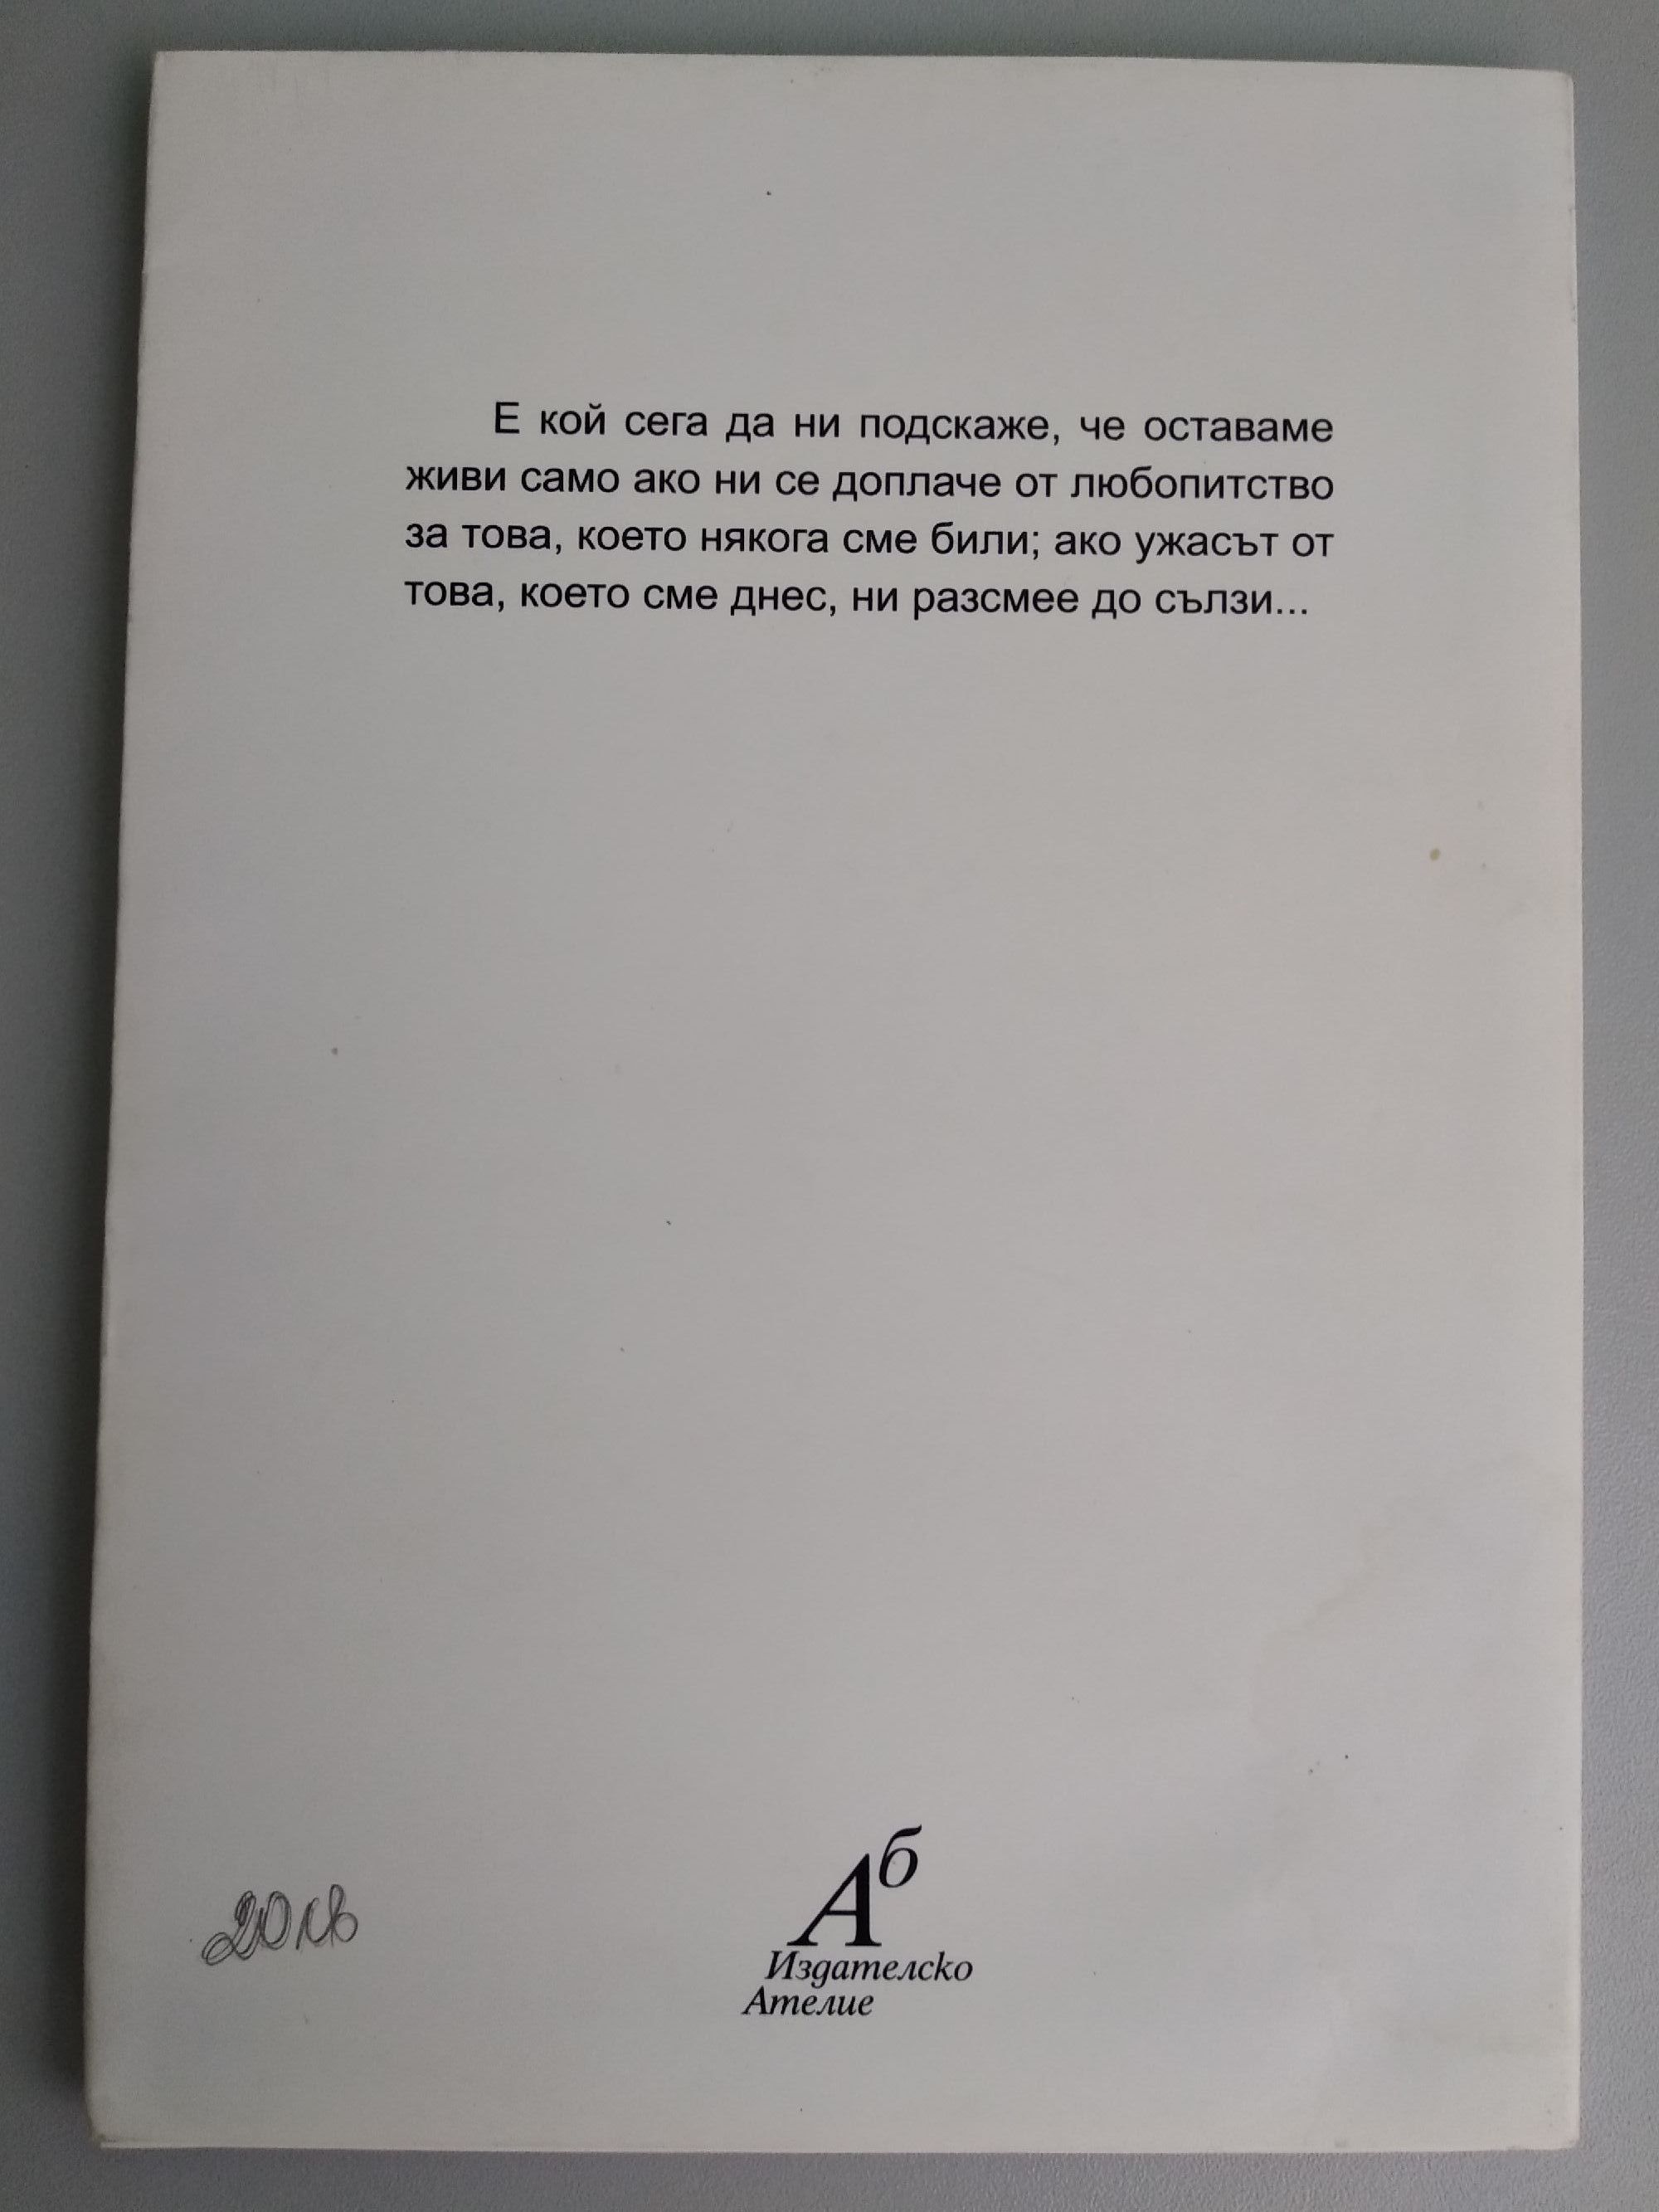 Е кой сега да ни подскаже, че оставаме
живи само ако ни се доплаче от любопитство
за това, което някога сме били; ако ужасът от
това, което сме днес, ни разсмее до сълзи...
Аб
Издателско
Ателие
20лв